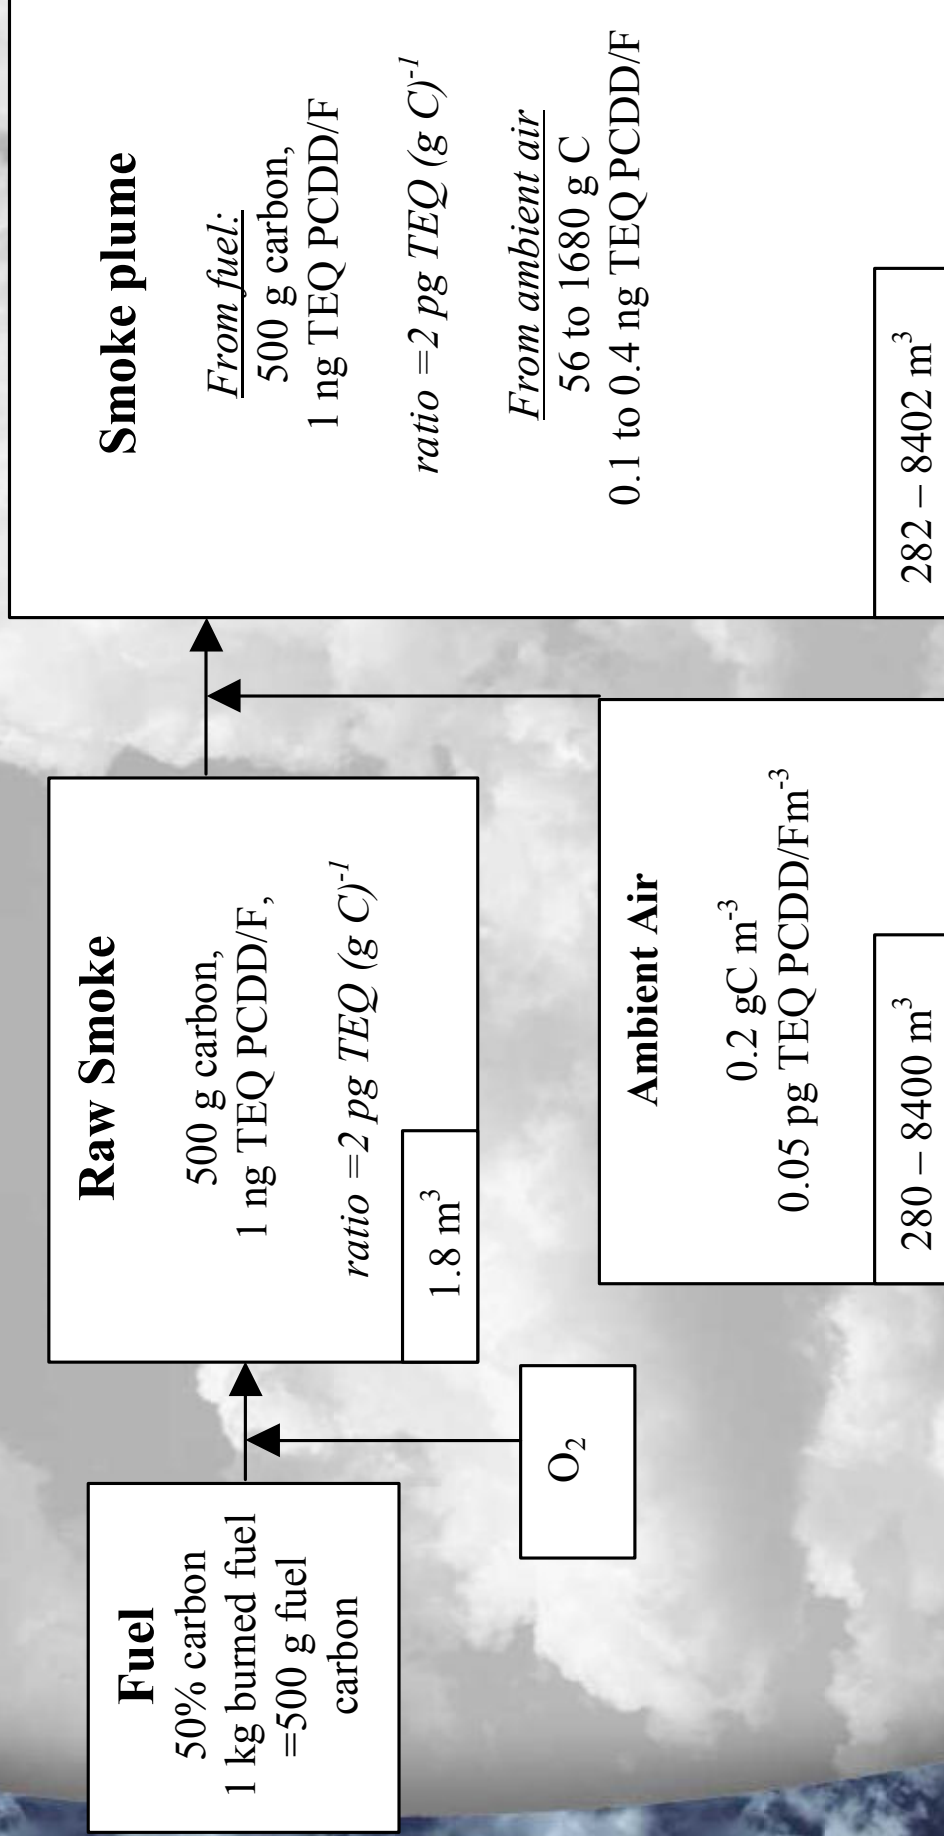 Fuel
50% carbon
1 kg burned fuel
=500 g fuel
carbon
O₂
Raw Smoke
500 g carbon,
1 ng TEQ PCDD/F,
ratio =2 pg TEQ (g C)⁻¹
1.8 m³
Ambient Air
0.2 gC m⁻³
0.05 pg TEQ PCDD/Fm⁻³
280 – 8400 m³
Smoke plume
From fuel:
500 g carbon,
1 ng TEQ PCDD/F
ratio =2 pg TEQ (g C)⁻¹
From ambient air
56 to 1680 g C
0.1 to 0.4 ng TEQ PCDD/F
282 – 8402 m³